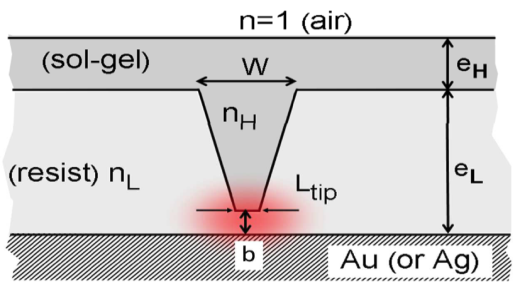 n=1 (air)
(sol-gel)
W
e_H
n_H
(resist) n_L
L_tip
e_L
b
Au (or Ag)